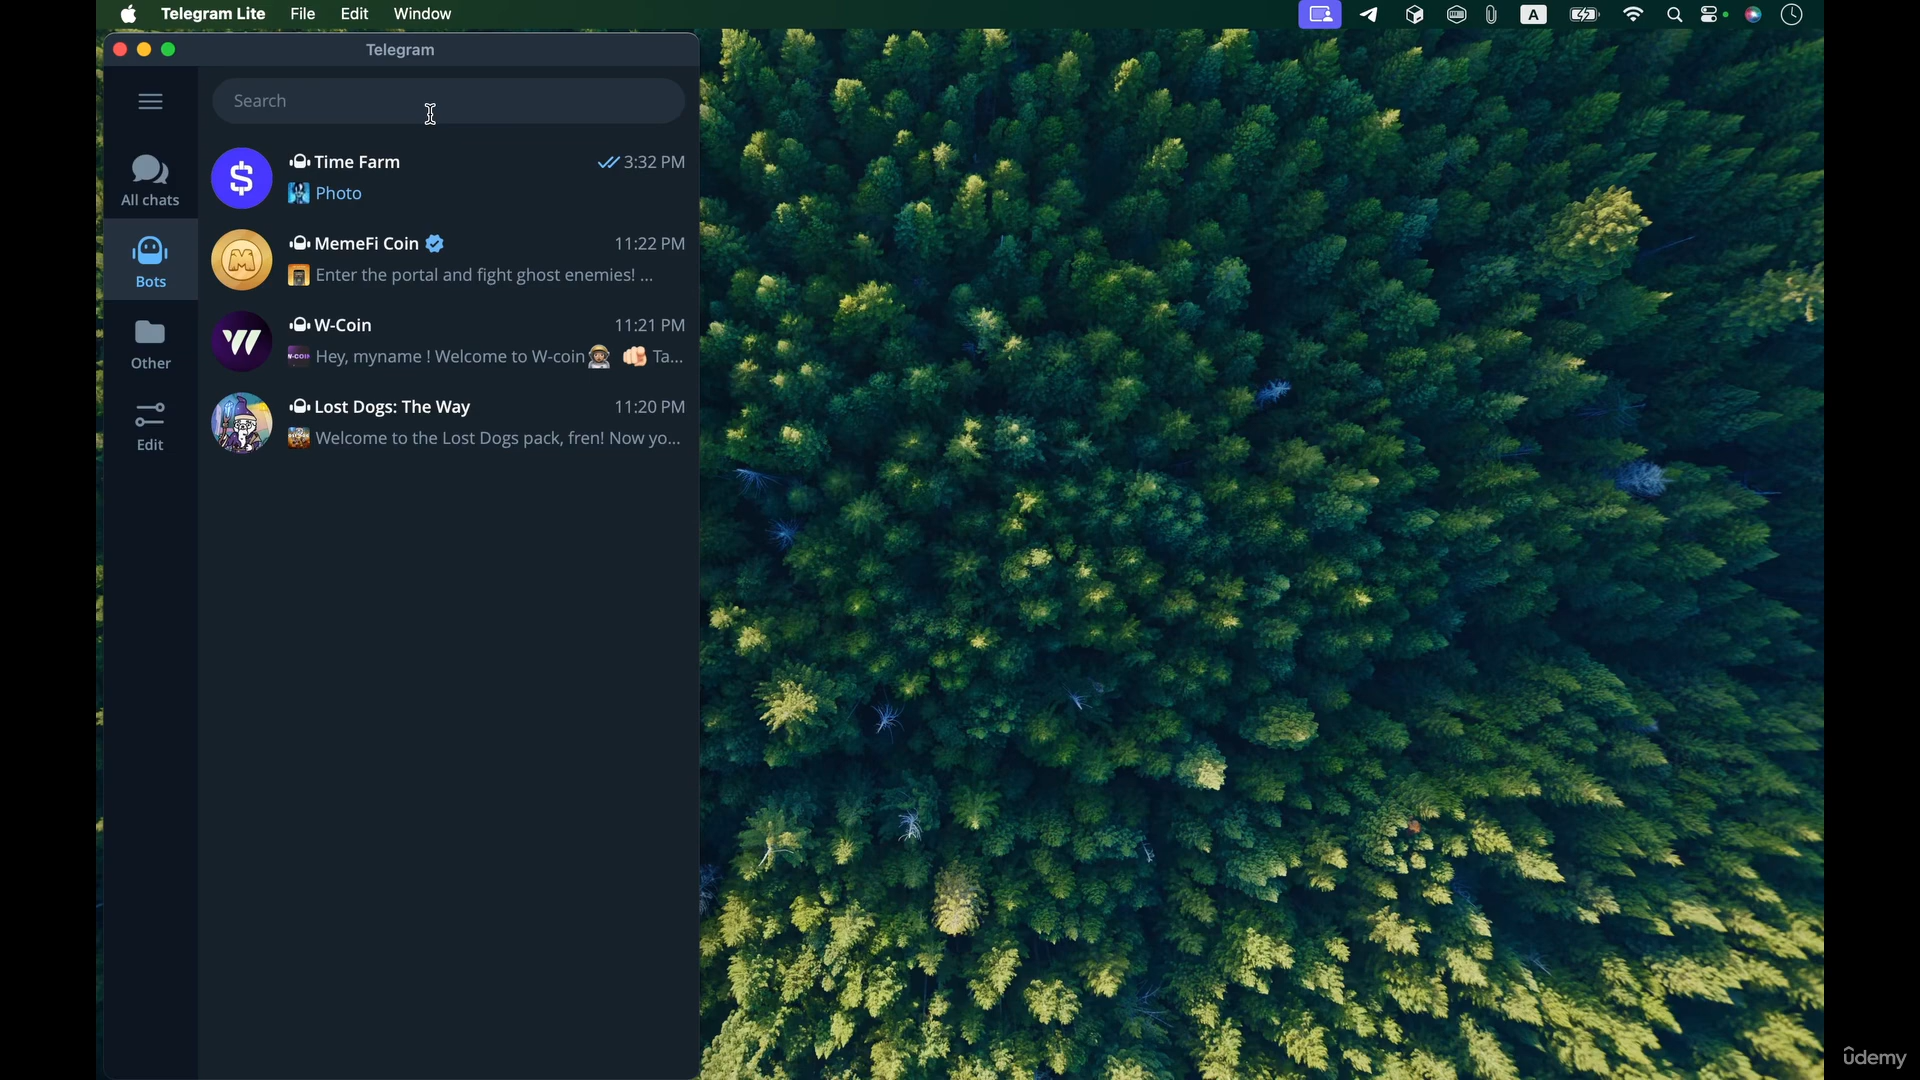 Telegram Lite File Edit Window
A
Telegram
Search
All chats
Bots
Other
Edit
Time Farm 3:32 PM
Photo
MemeFi Coin 11:22 PM
Enter the portal and fight ghost enemies! ...
W-Coin 11:21 PM
Hey, myname ! Welcome to W-coin Ta...
Lost Dogs: The Way 11:20 PM
Welcome to the Lost Dogs pack, fren! Now yo...
udemy